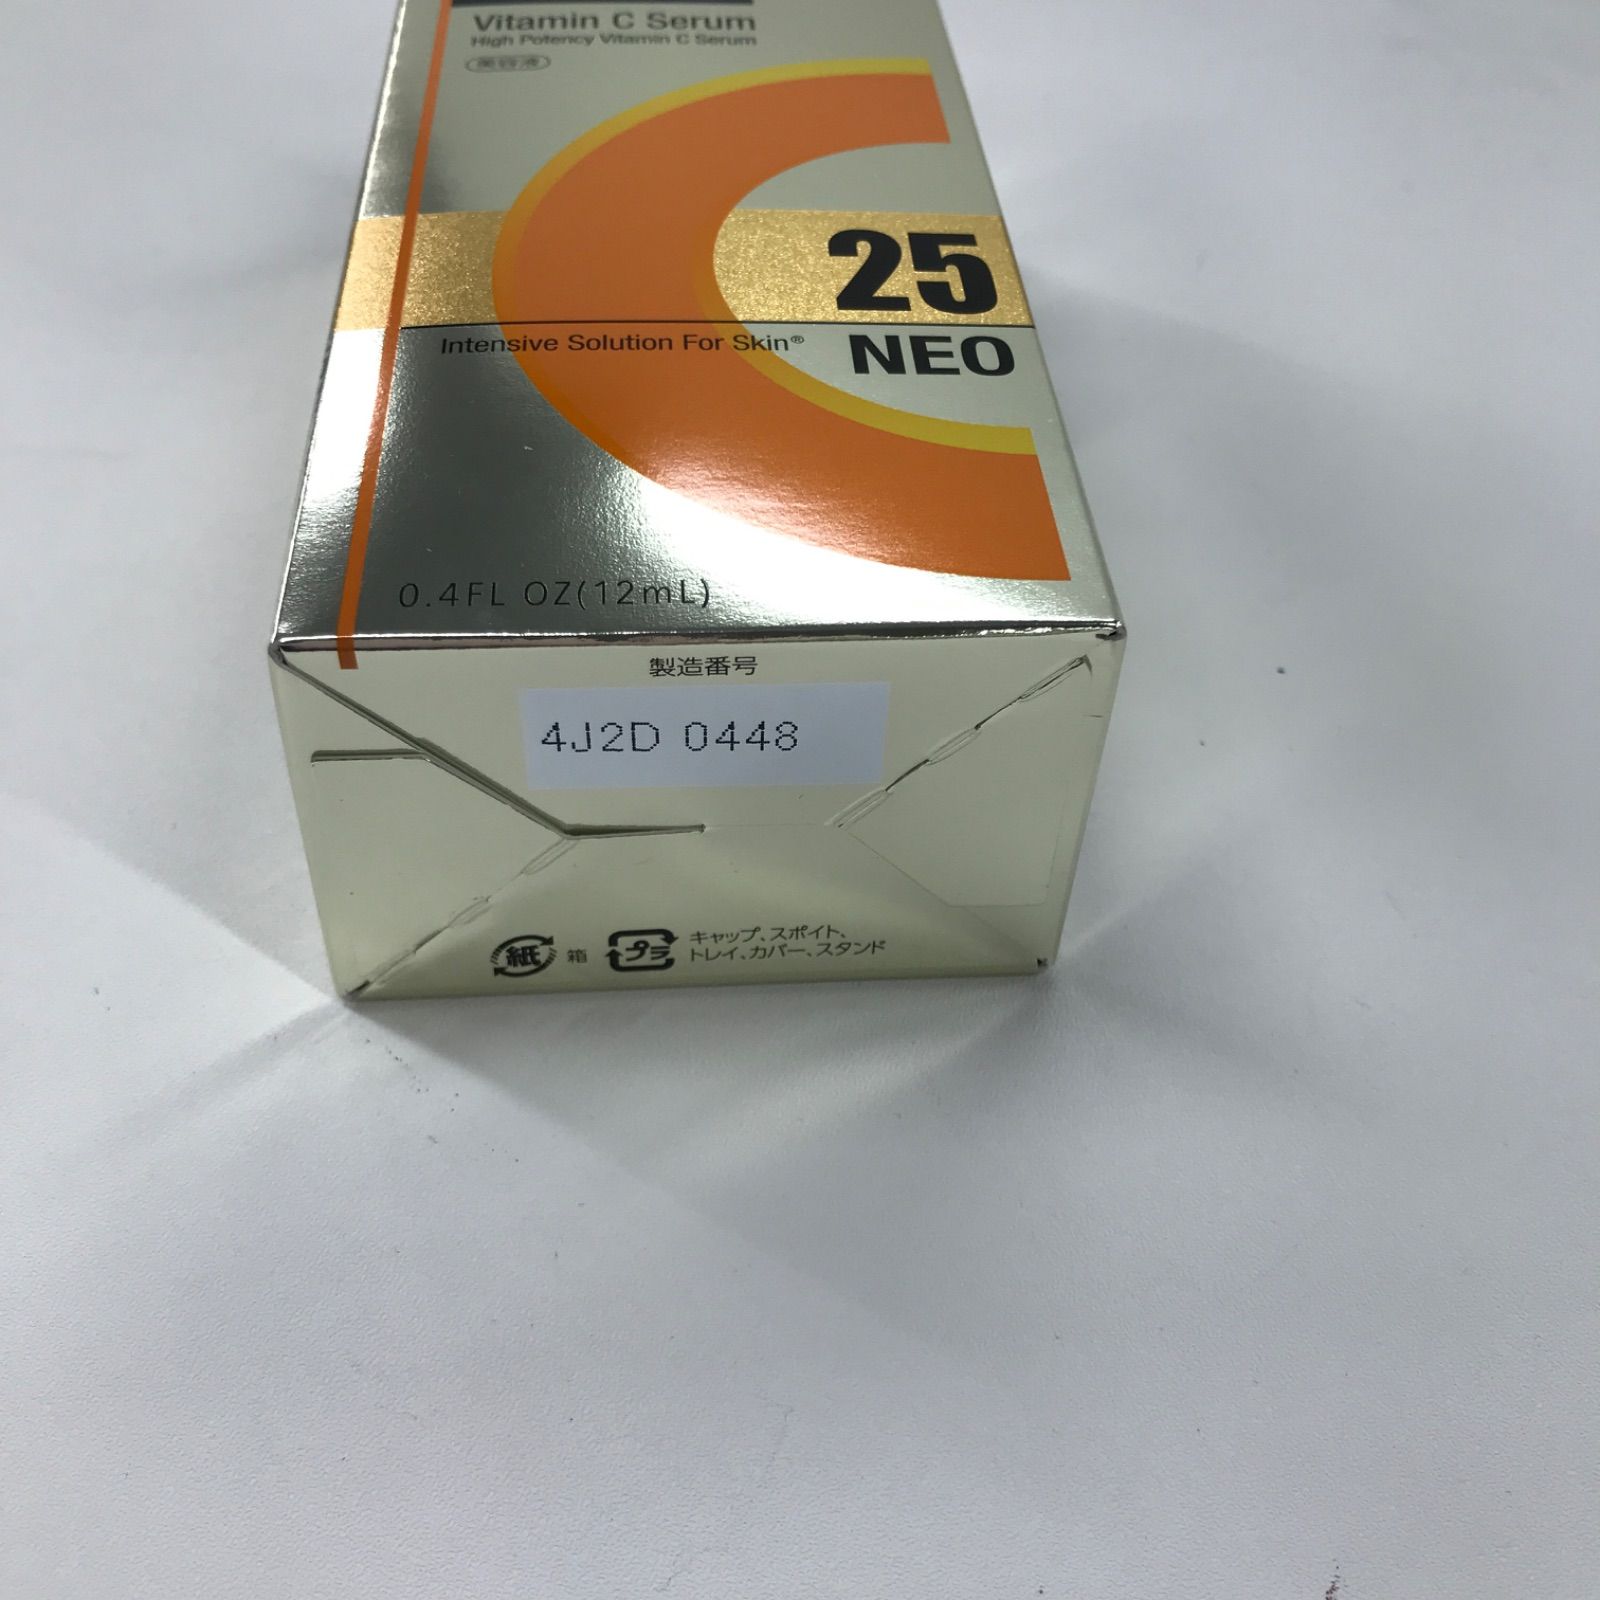 Vitamin C Serum
High Potency Vitamin C Serum
美容液
25
NEO
Intensive Solution For Skin®
0.4FL OZ(12mL)
製造番号
4J2D 0448
紙 箱 プラ キャップ、スポイト、
トレイ、カバー、スタンド